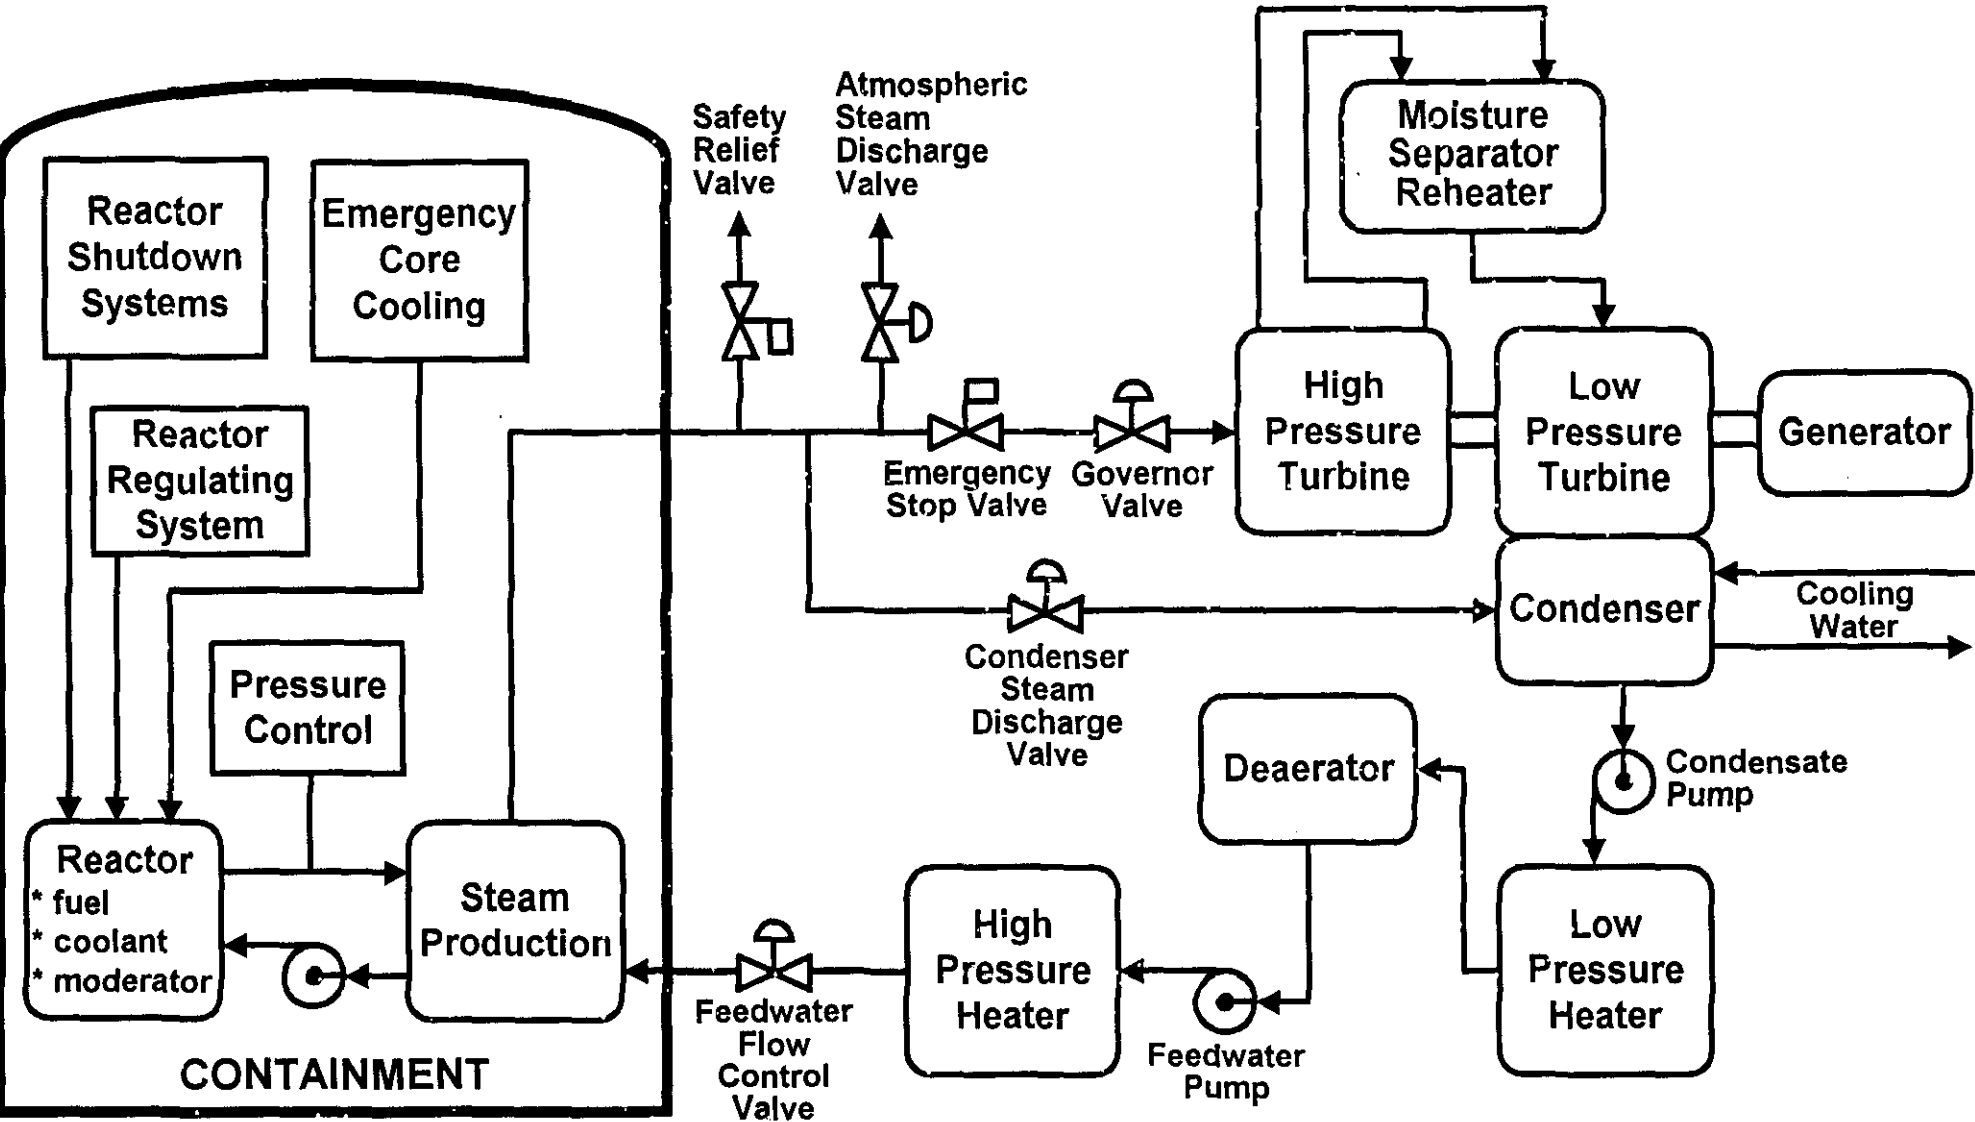 Reactor
Shutdown
Systems
Emergency
Core
Cooling
Reactor
Regulating
System
Pressure
Control
Reactor
* fuel
* coolant
* moderator
Steam
Production
CONTAINMENT
Safety
Relief
Valve
Atmospheric
Steam
Discharge
Valve
Emergency
Stop Valve
Governor
Valve
Moisture
Separator
Reheater
High
Pressure
Turbine
Low
Pressure
Turbine
Generator
Condenser
Steam
Discharge
Valve
Condenser
Cooling
Water
Condensate
Pump
Deaerator
Low
Pressure
Heater
Feedwater
Pump
High
Pressure
Heater
Feedwater
Flow
Control
Valve